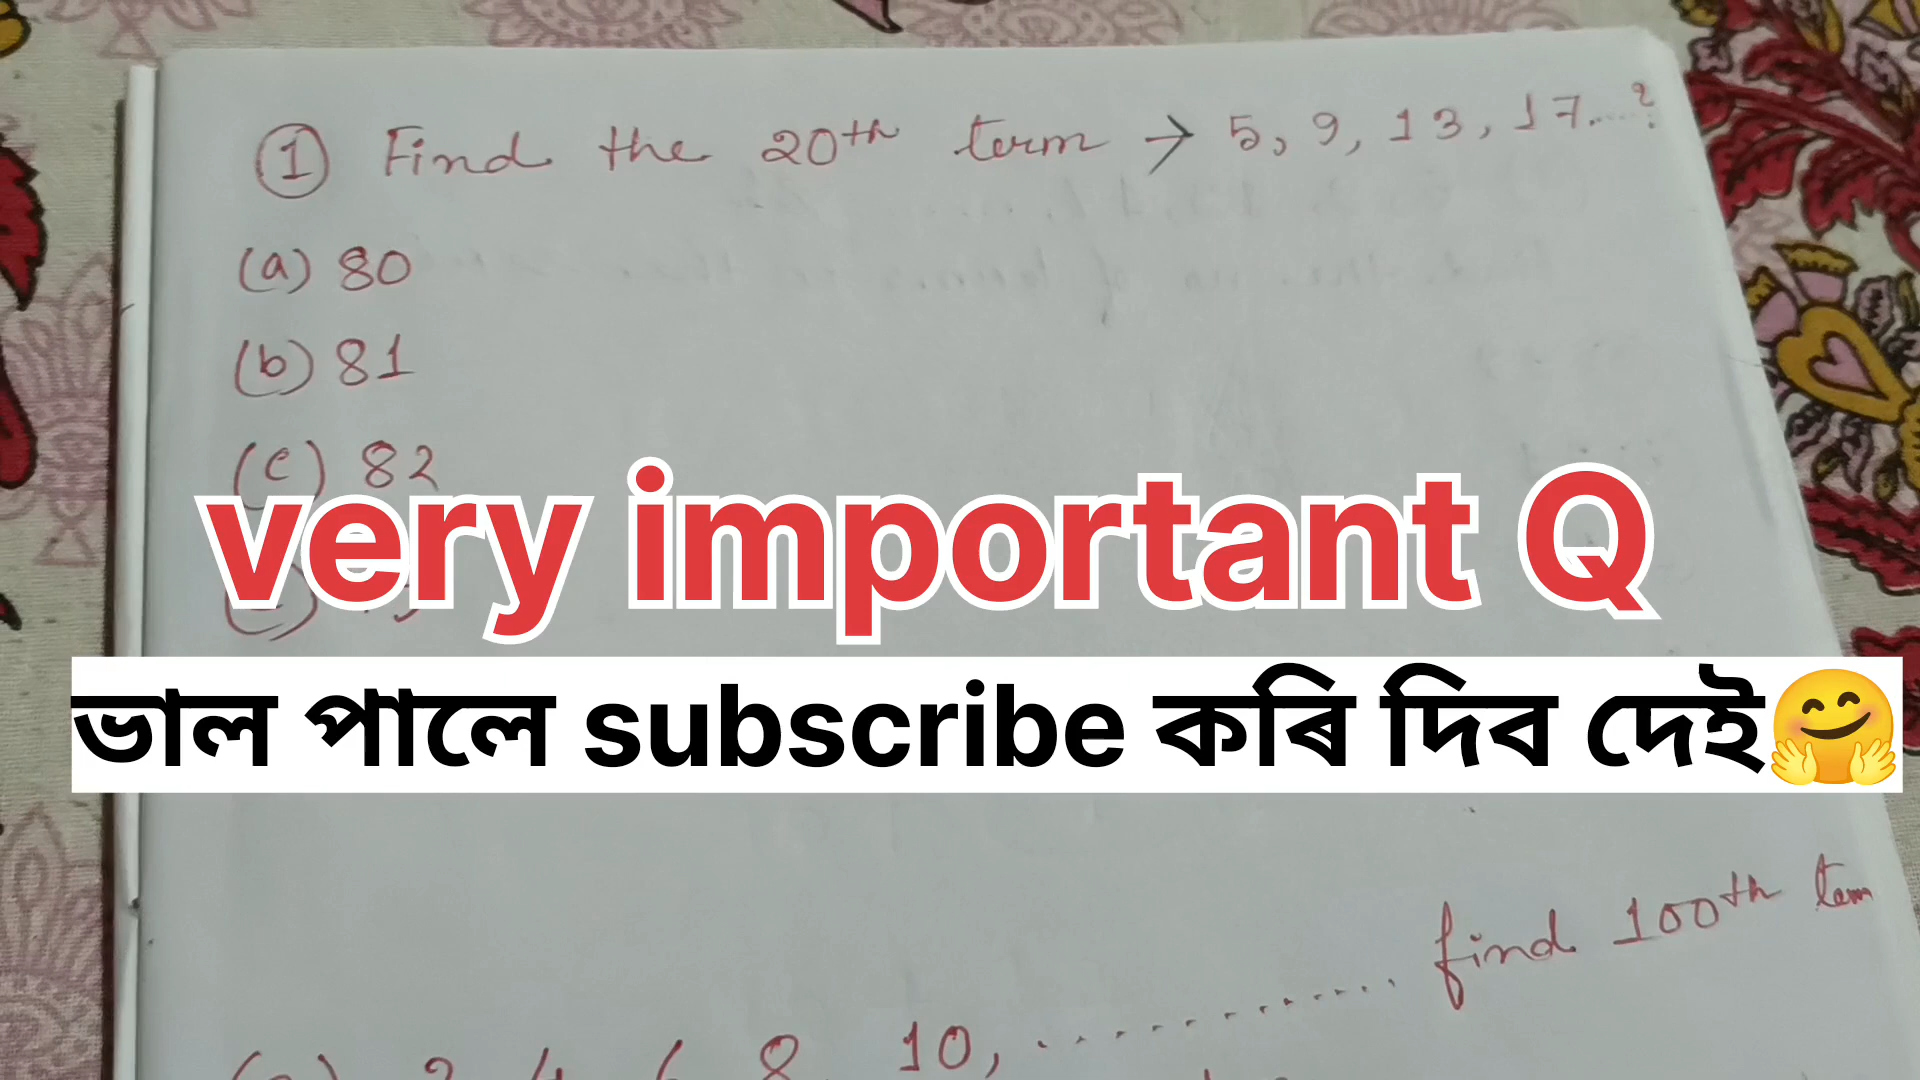 ① Find the 20th term → 5, 9, 13, 17.....?
(a) 80
(b) 81
(c) 82
very important Q
ভাল পালে subscribe কৰি দিব দেই🤗
find 100th term
8, 10, ............